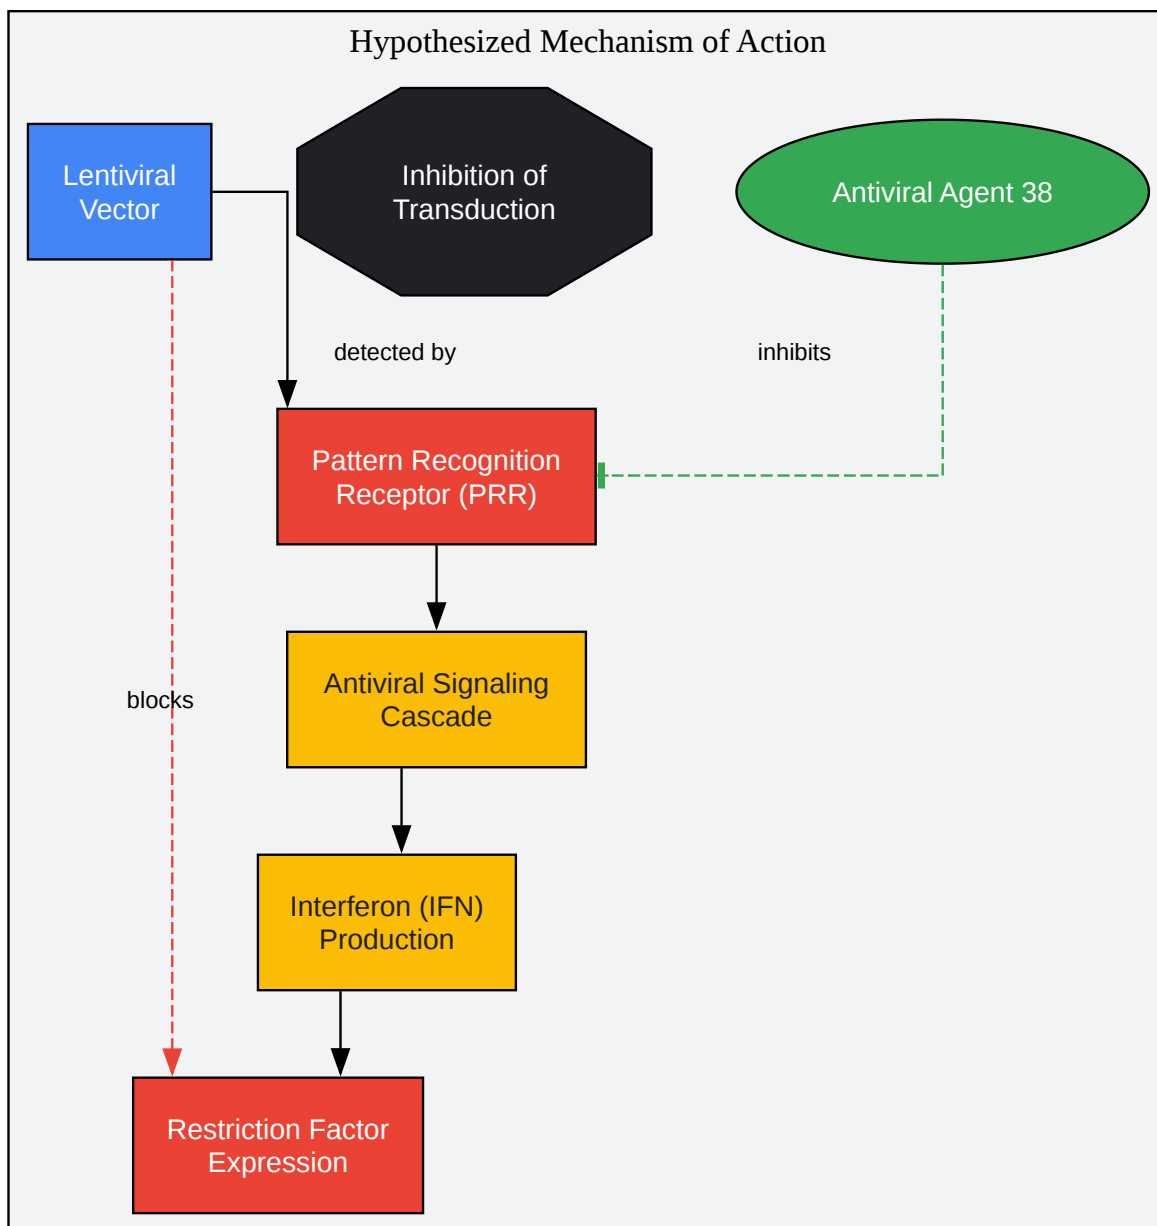 Hypothesized Mechanism of Action
Lentiviral
Vector
Inhibition of
Transduction
Antiviral Agent 38
detected by
inhibits
Pattern Recognition
Receptor (PRR)
Antiviral Signaling
Cascade
blocks
Interferon (IFN)
Production
Restriction Factor
Expression